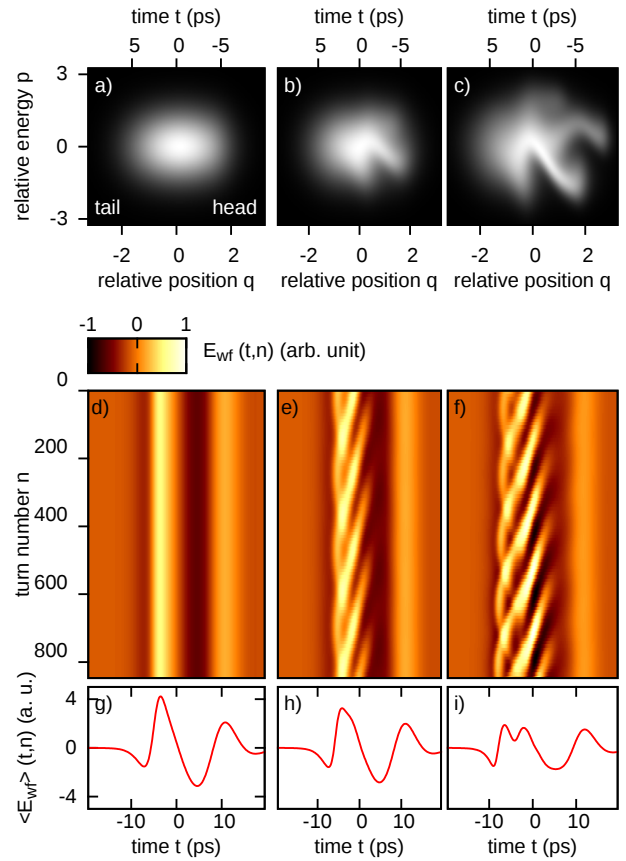 time t (ps) time t (ps) time t (ps)
5 0 -5 5 0 -5 5 0 -5
relative energy p
3
0
-3
a) b) c)
tail head
-2 0 2 -2 0 2 -2 0 2
relative position q relative position q relative position q
-1 0 1
E_wf (t,n) (arb. unit)
turn number n
0
200
400
600
800
d) e) f)
<E_wf> (t,n) (a. u.)
4
0
-4
g) h) i)
-10 0 10 -10 0 10 -10 0 10
time t (ps) time t (ps) time t (ps)